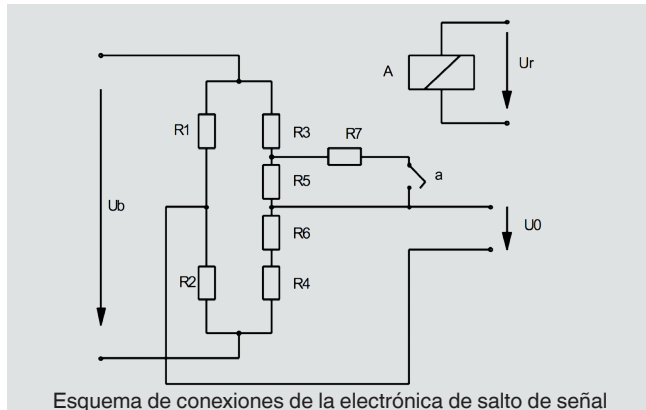 A
Ur
R1
R3
R7
R5
a
Ub
U0
R6
R2
R4
Esquema de conexiones de la electrónica de salto de señal